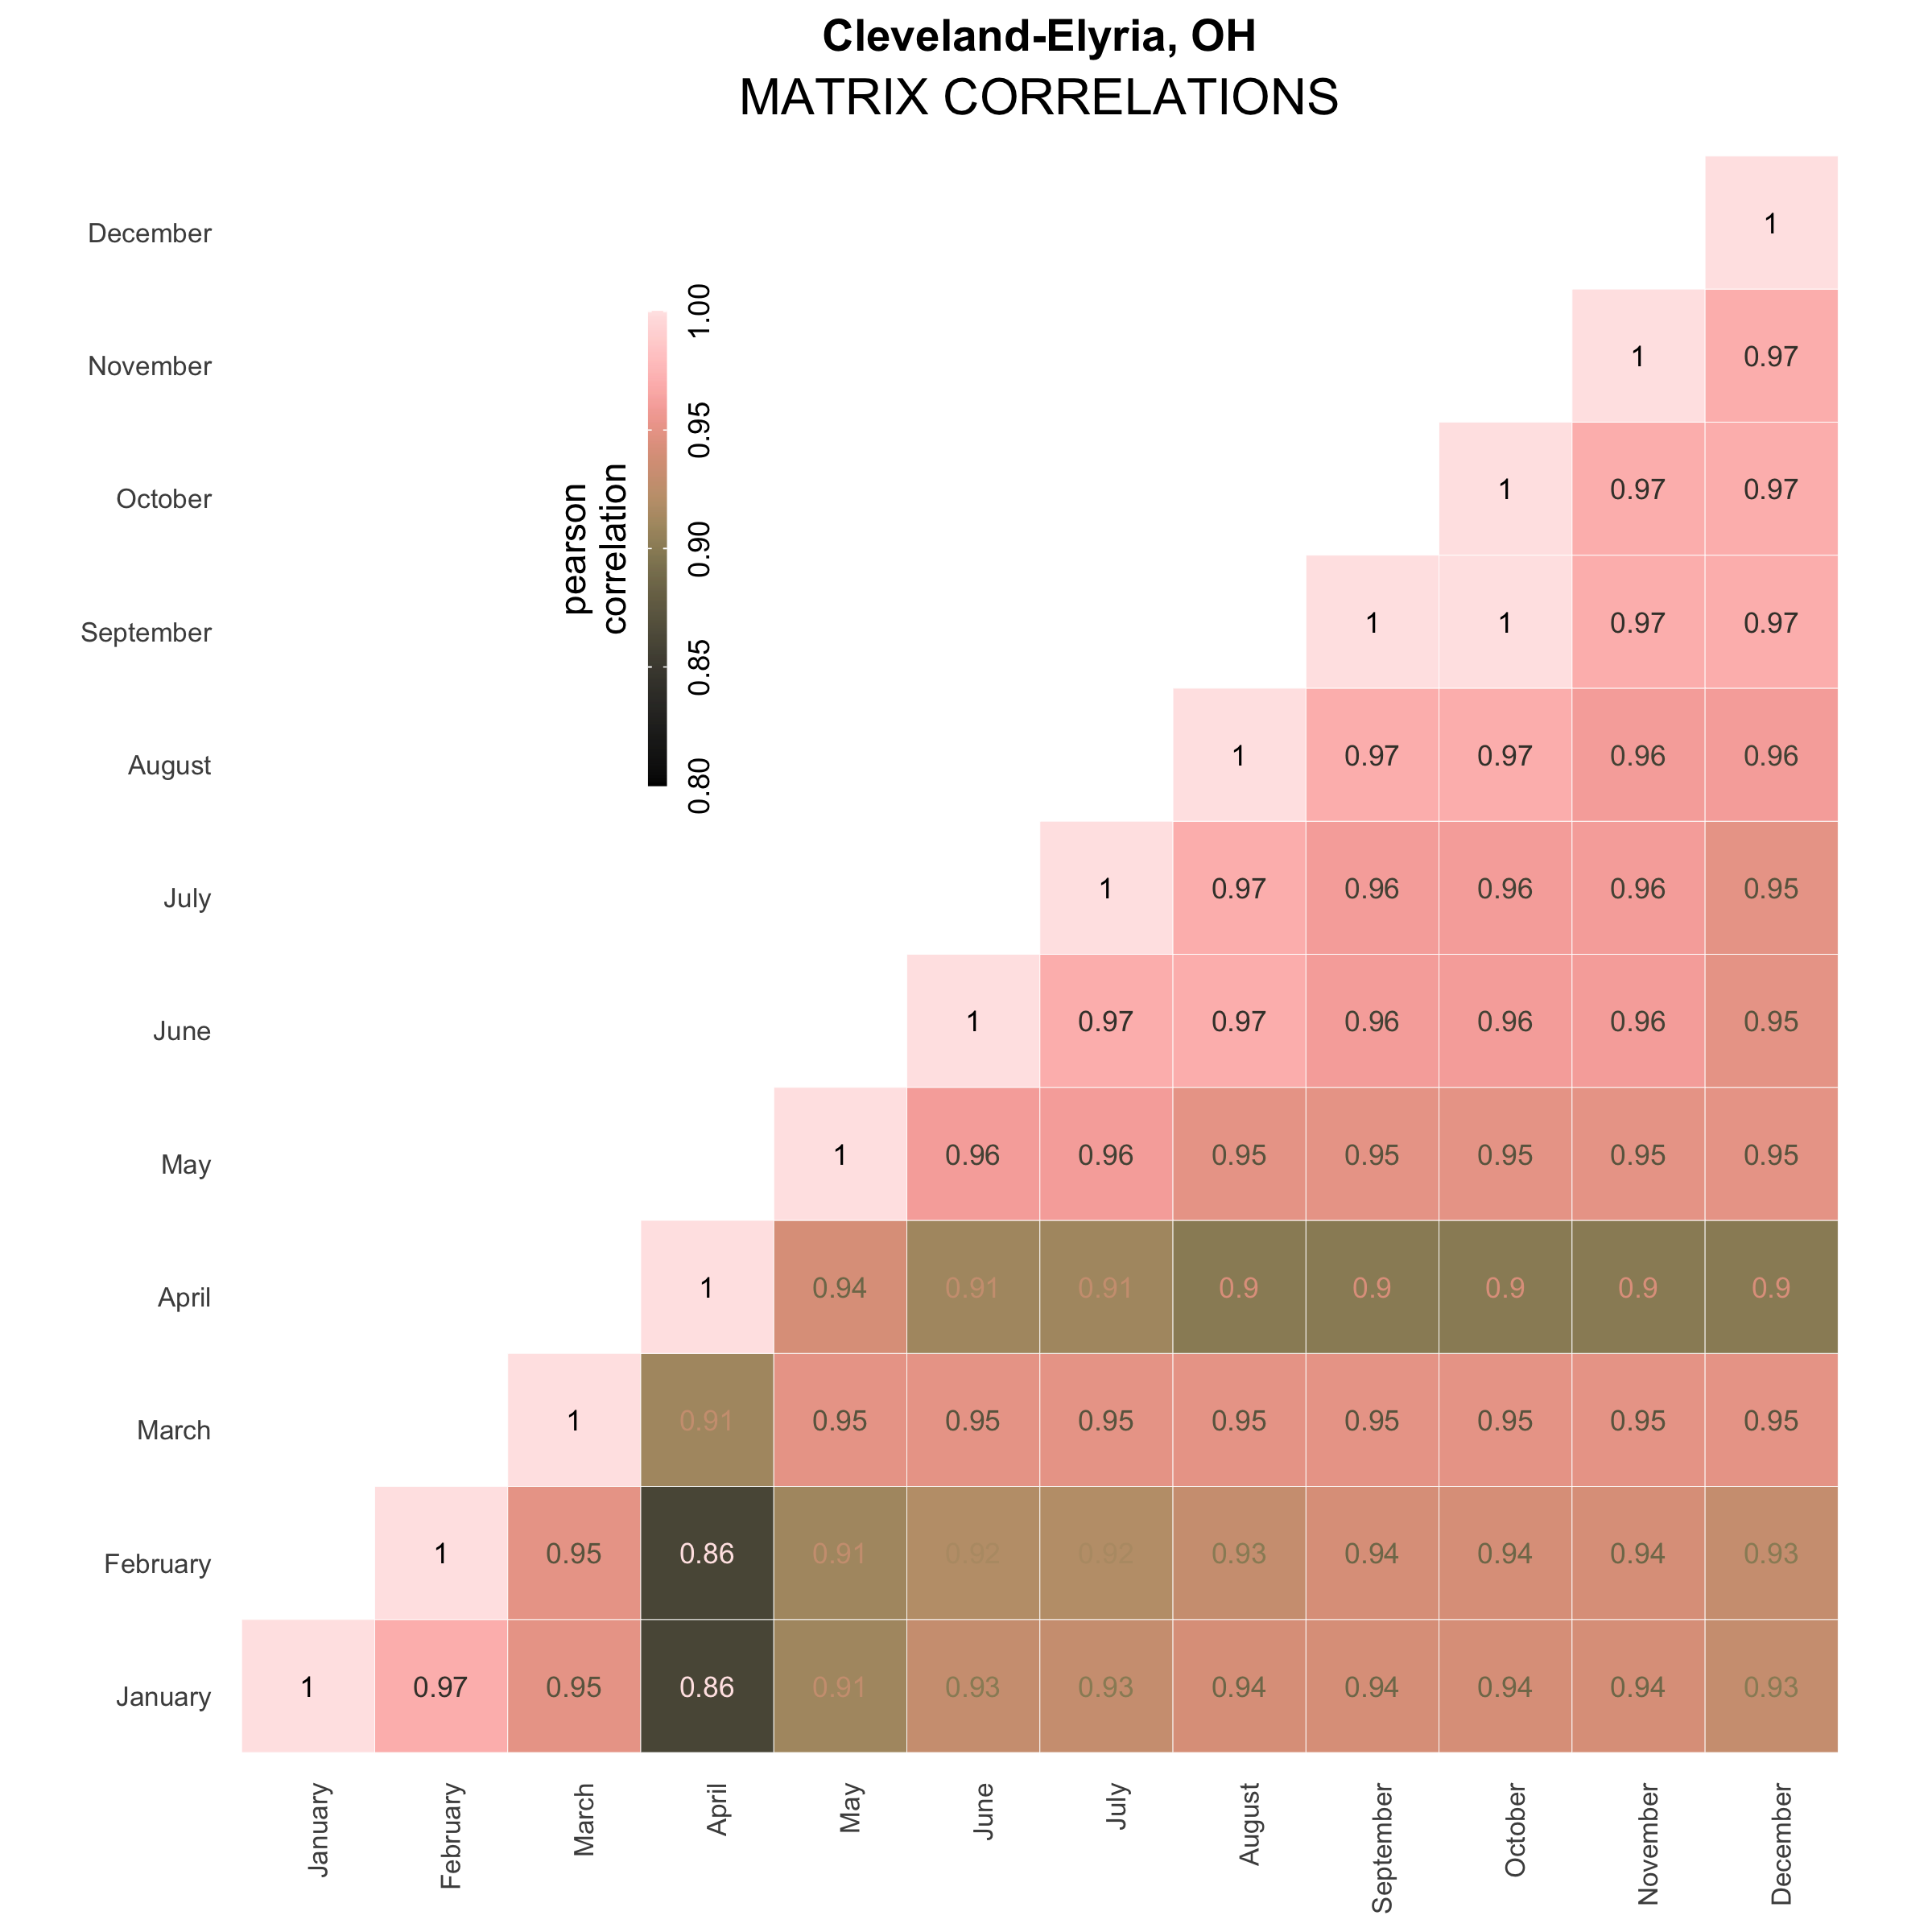 Cleveland-Elyria, OH
MATRIX CORRELATIONS
pearson
correlation
1.00
0.95
0.90
0.85
0.80
December 1
November 1 0.97
October 1 0.97 0.97
September 1 1 0.97 0.97
August 1 0.97 0.97 0.96 0.96
July 1 0.97 0.96 0.96 0.96 0.95
June 1 0.97 0.97 0.96 0.96 0.96 0.95
May 1 0.96 0.96 0.95 0.95 0.95 0.95 0.95
April 1 0.94 0.91 0.91 0.9 0.9 0.9 0.9 0.9
March 1 0.91 0.95 0.95 0.95 0.95 0.95 0.95 0.95 0.95
February 1 0.95 0.86 0.91 0.92 0.92 0.93 0.94 0.94 0.94 0.93
January 1 0.97 0.95 0.86 0.91 0.93 0.93 0.94 0.94 0.94 0.94 0.93
January February March April May June July August September October November December